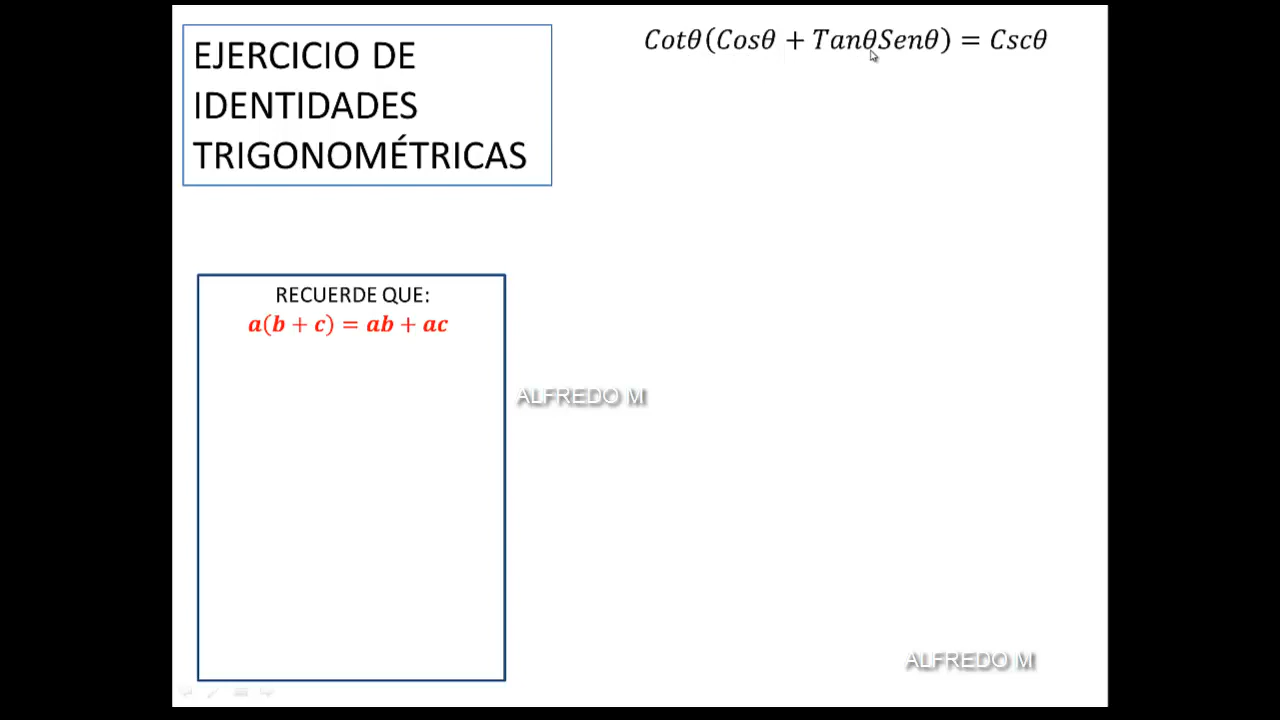 EJERCICIO DE
IDENTIDADES
TRIGONOMÉTRICAS
Cotθ(Cosθ + TanθSenθ) = Cscθ
RECUERDE QUE:
a(b + c) = ab + ac
ALFREDO M
ALFREDO M